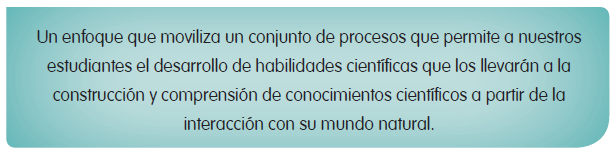 Un enfoque que moviliza un conjunto de procesos que permite a nuestros
estudiantes el desarrollo de habilidades científicas que los llevarán a la
construcción y comprensión de conocimientos científicos a partir de la
interacción con su mundo natural.